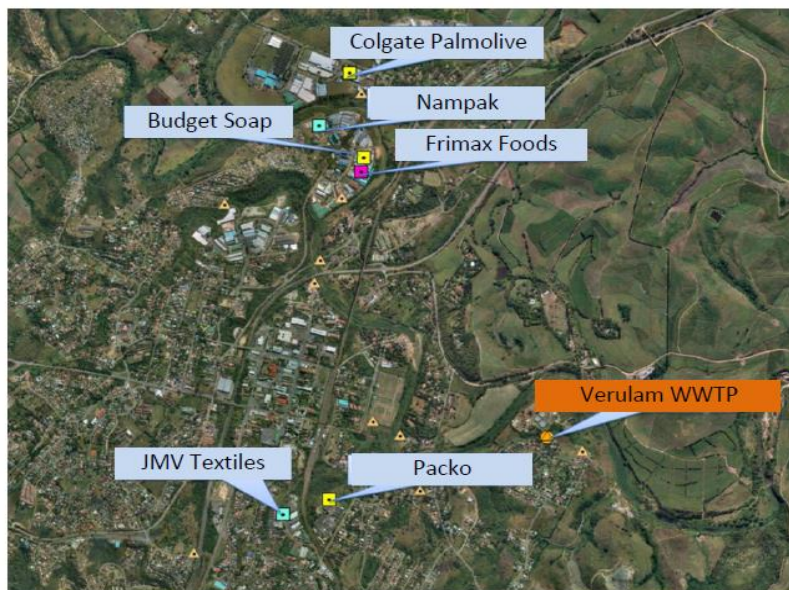 Colgate Palmolive
Nampak
Budget Soap
Frimax Foods
Verulam WWTP
JMV Textiles
Packo